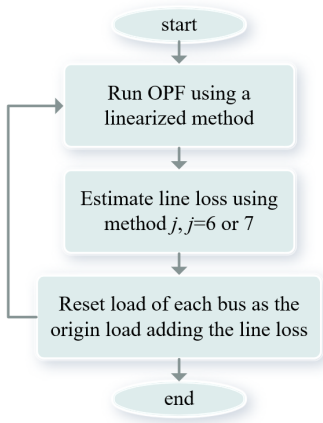 start
Run OPF using a
linearized method
Estimate line loss using
method j, j=6 or 7
Reset load of each bus as the
origin load adding the line loss
end